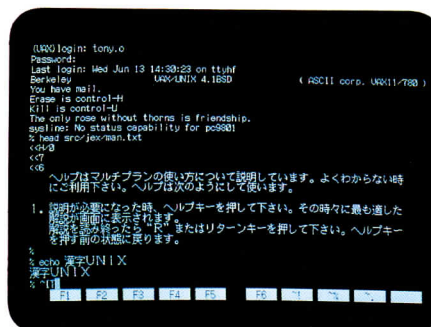 (VAX)login: tony.o
Password:
Last login: Wed Jun 13 14:30:23 on ttyhf
Berkeley VAX/UNIX 4.1BSD ( ASCII corp. VAX11/780 )
You have mail.
Erase is control-H
Kill is control-U
The only rose without thorns is friendship.
sysline: No status capability for pc9801
% head src/jex/man.txt
<<H/0
<<7
<<6
ヘルプはマルチプランの使い方について説明しています。よくわからない時
にご利用下さい。ヘルプは次のようにして使います。
1. 説明が必要になった時、ヘルプキーを押して下さい。その時々に最も適した
解説が画面に表示されます。
解説を読み終ったら“R”またはリターンキーを押して下さい。ヘルプキー
を押す前の状態に戻ります。
%
% echo 漢字UNIX
漢字UNIX
%
F1 F2 F3 F4 F5 F6